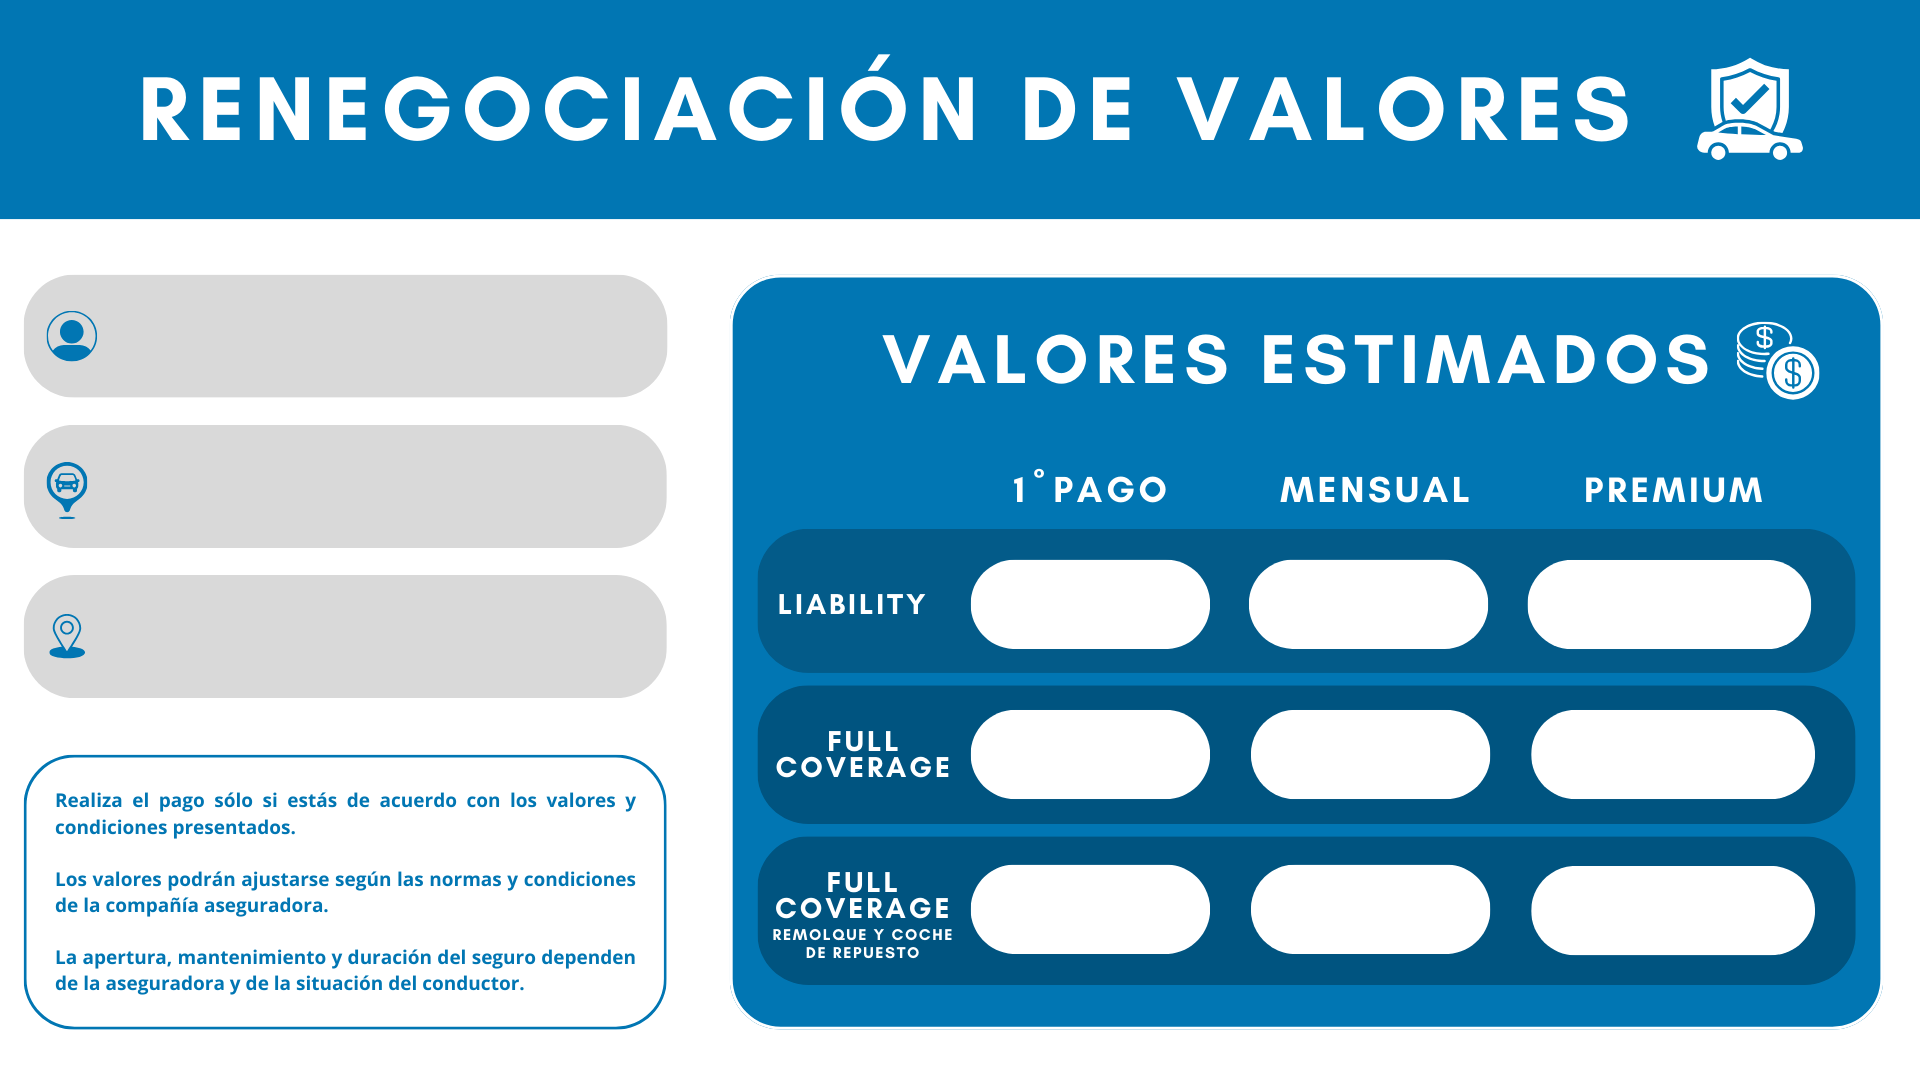 RENEGOCIACIÓN DE VALORES
Realiza el pago sólo si estás de acuerdo con los valores y
condiciones presentados.
Los valores podrán ajustarse según las normas y condiciones
de la compañía aseguradora.
La apertura, mantenimiento y duración del seguro dependen
de la aseguradora y de la situación del conductor.
VALORES ESTIMADOS
1° PAGO MENSUAL PREMIUM
LIABILITY
FULL
COVERAGE
FULL
COVERAGE
REMOLQUE Y COCHE
DE REPUESTO